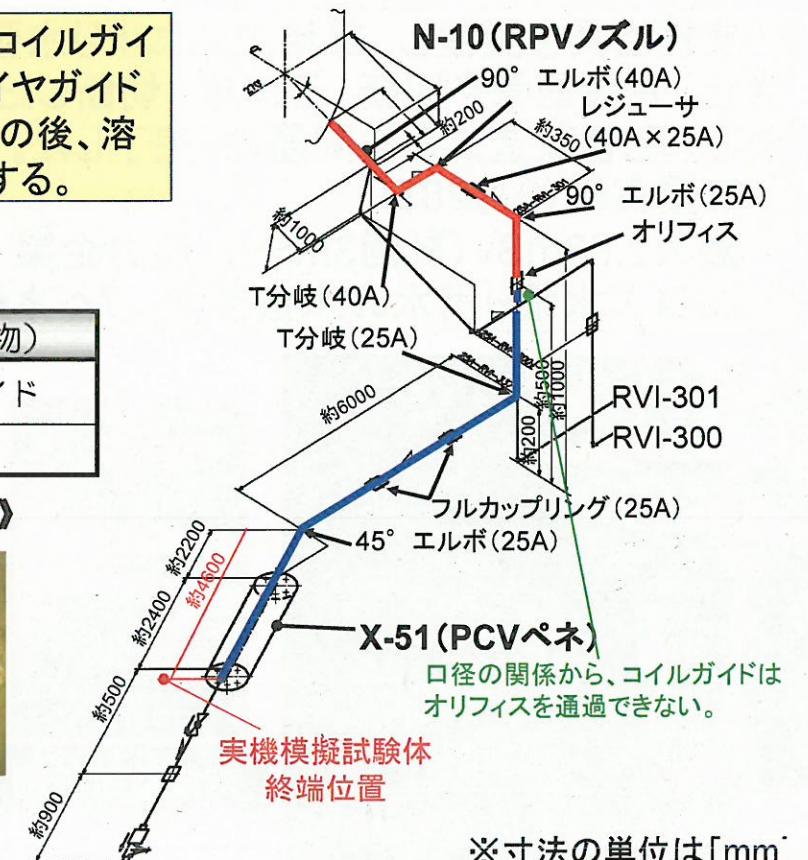 コイルガイ
イヤガイド
の後、溶
する。
物)
イド
》
N-10(RPVノズル)
90° エルボ(40A)
レジューサ
(40A×25A)
約200
約350
90° エルボ(25A)
オリフィス
約1000
T分岐(40A)
T分岐(25A)
約500
約1000
約200
RVI-301
RVI-300
約6000
フルカップリング(25A)
45° エルボ(25A)
約2200
約4600
約2400
X-51(PCVペネ)
口径の関係から、コイルガイドは
オリフィスを通過できない。
約500
実機模擬試験体
終端位置
約900
※寸法の単位は「mm